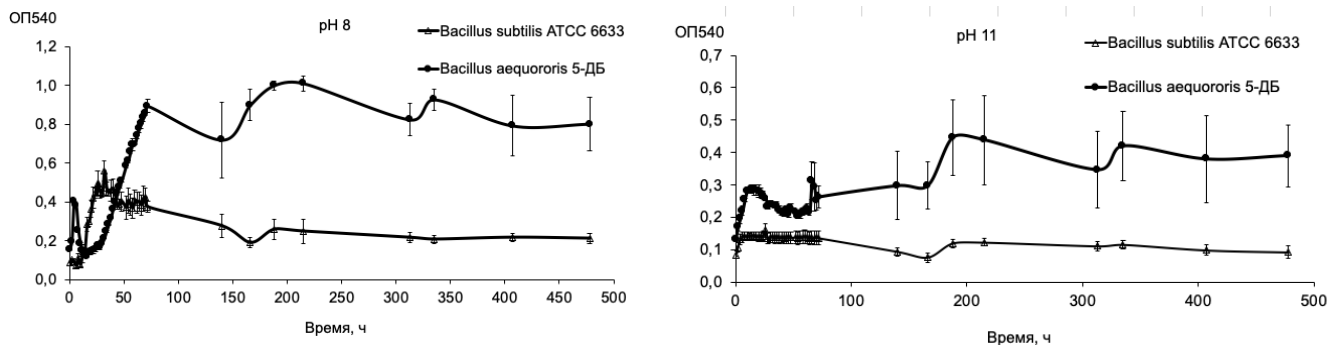 ОП540
pH 8
Bacillus subtilis ATCC 6633
Bacillus aequororis 5-ДБ
1,2
1,0
0,8
0,6
0,4
0,2
0,0
0 50 100 150 200 250 300 350 400 450 500
Время, ч
ОП540
pH 11
Bacillus subtilis ATCC 6633
Bacillus aequororis 5-ДБ
0,7
0,6
0,5
0,4
0,3
0,2
0,1
0,0
0 100 200 300 400 500
Время, ч